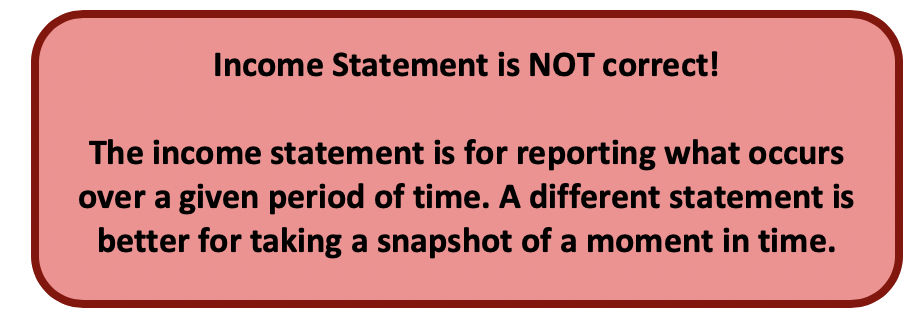 Income Statement is NOT correct!
The income statement is for reporting what occurs
over a given period of time. A different statement is
better for taking a snapshot of a moment in time.